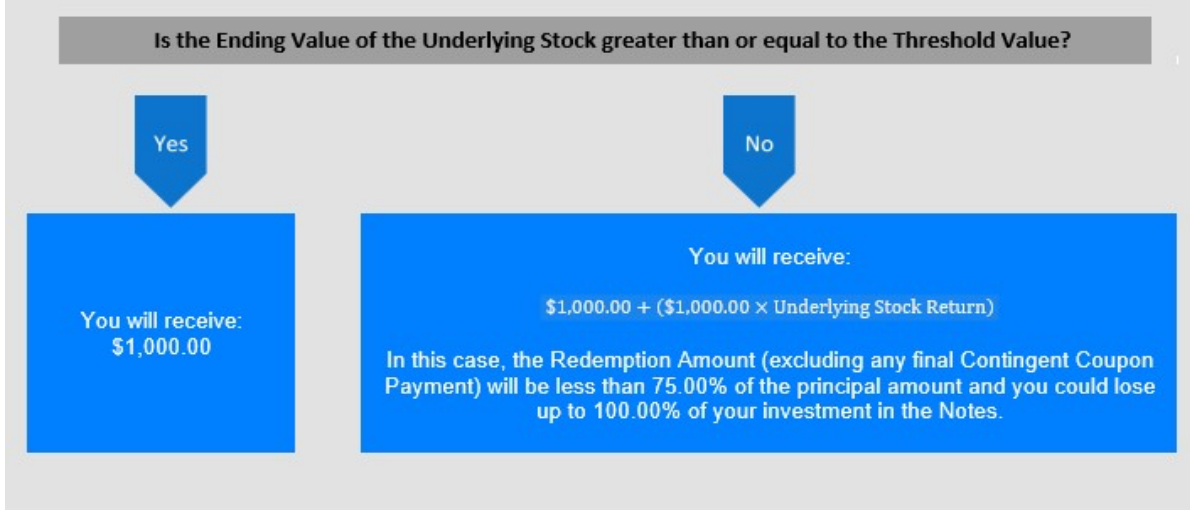 Is the Ending Value of the Underlying Stock greater than or equal to the Threshold Value?
Yes
No
You will receive:
$1,000.00
You will receive:
$1,000.00 + ($1,000.00 × Underlying Stock Return)
In this case, the Redemption Amount (excluding any final Contingent Coupon
Payment) will be less than 75.00% of the principal amount and you could lose
up to 100.00% of your investment in the Notes.